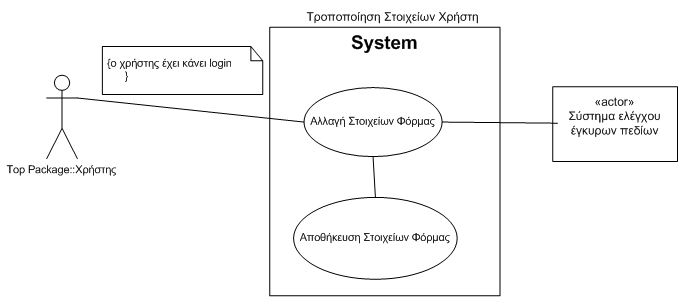 Τροποποίηση Στοιχείων Χρήστη
System
{ο χρήστης έχει κάνει login
}
Αλλαγή Στοιχείων Φόρμας
«actor»
Σύστημα ελέγχου
έγκυρων πεδίων
Top Package::Χρήστης
Αποθήκευση Στοιχείων Φόρμας